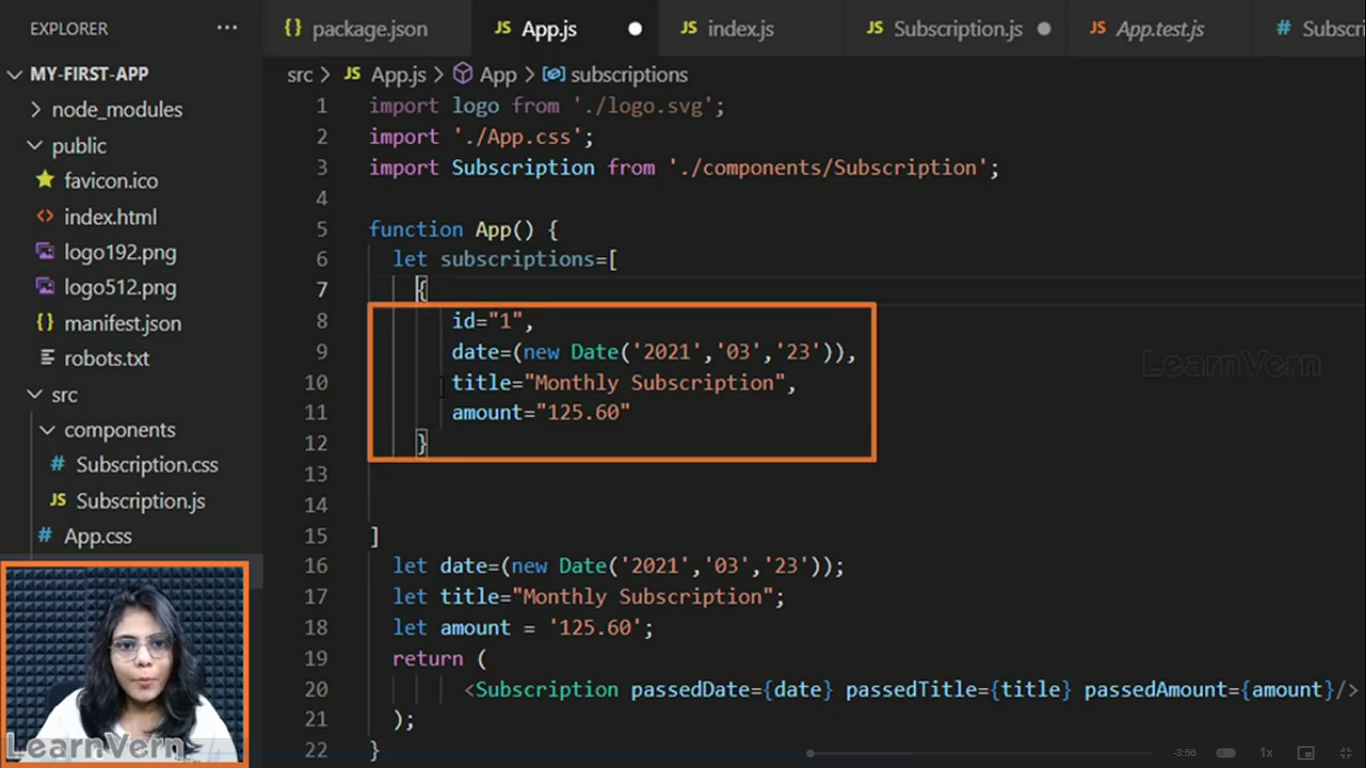 EXPLORER ...
MY-FIRST-APP
node_modules
public
favicon.ico
index.html
logo192.png
logo512.png
manifest.json
robots.txt
src
components
# Subscription.css
JS Subscription.js
# App.css
{} package.json JS App.js JS index.js JS Subscription.js JS App.test.js # Subscr
src > JS App.js > App > subscriptions
1 import logo from './logo.svg';
2 import './App.css';
3 import Subscription from './components/Subscription';
4
5 function App() {
6 let subscriptions=[
7 {
8 id="1",
9 date=(new Date('2021','03','23')),
10 title="Monthly Subscription",
11 amount="125.60"
12 }
13
14
15 ]
16 let date=(new Date('2021','03','23'));
17 let title="Monthly Subscription";
18 let amount = '125.60';
19 return (
20 <Subscription passedDate={date} passedTitle={title} passedAmount={amount}/>
21 );
22 }
LearnVern
LearnVern
-3:56 1x